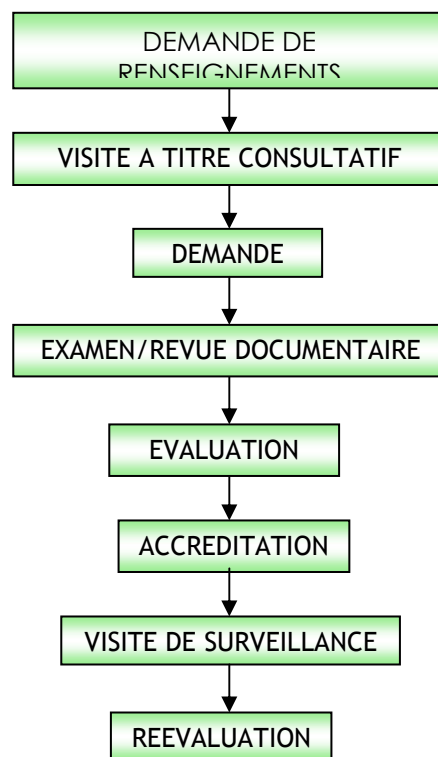 DEMANDE DE
RENSEIGNEMENTS
VISITE A TITRE CONSULTATIF
DEMANDE
EXAMEN/REVUE DOCUMENTAIRE
EVALUATION
ACCREDITATION
VISITE DE SURVEILLANCE
REEVALUATION